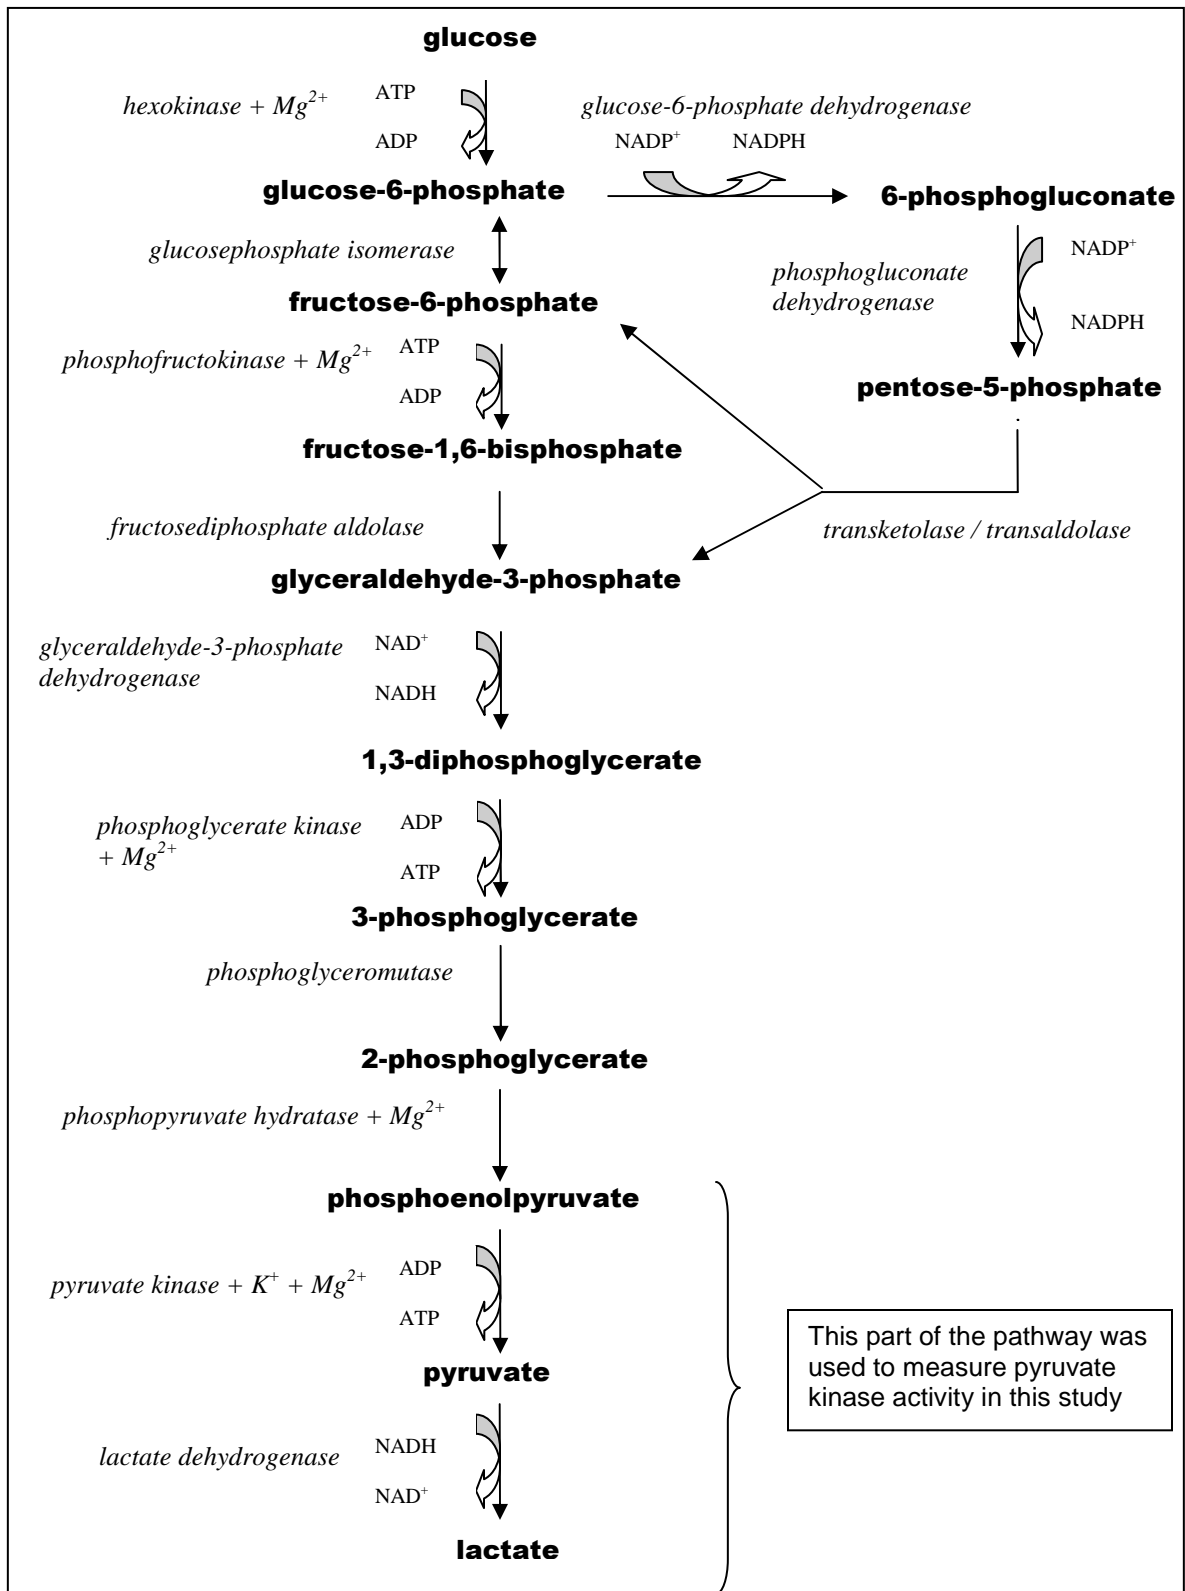 glucose
hexokinase + Mg2+
ATP
ADP
glucose-6-phosphate dehydrogenase
NADP+ NADPH
glucose-6-phosphate
6-phosphogluconate
glucosephosphate isomerase
phosphogluconate
dehydrogenase
NADP+
NADPH
fructose-6-phosphate
phosphofructokinase + Mg2+
ATP
ADP
pentose-5-phosphate
fructose-1,6-bisphosphate
fructosediphosphate aldolase
transketolase / transaldolase
glyceraldehyde-3-phosphate
glyceraldehyde-3-phosphate
dehydrogenase
NAD+
NADH
1,3-diphosphoglycerate
phosphoglycerate kinase
+ Mg2+
ADP
ATP
3-phosphoglycerate
phosphoglyceromutase
2-phosphoglycerate
phosphopyruvate hydratase + Mg2+
phosphoenolpyruvate
pyruvate kinase + K+ + Mg2+
ADP
ATP
This part of the pathway was
used to measure pyruvate
kinase activity in this study
pyruvate
lactate dehydrogenase
NADH
NAD+
lactate